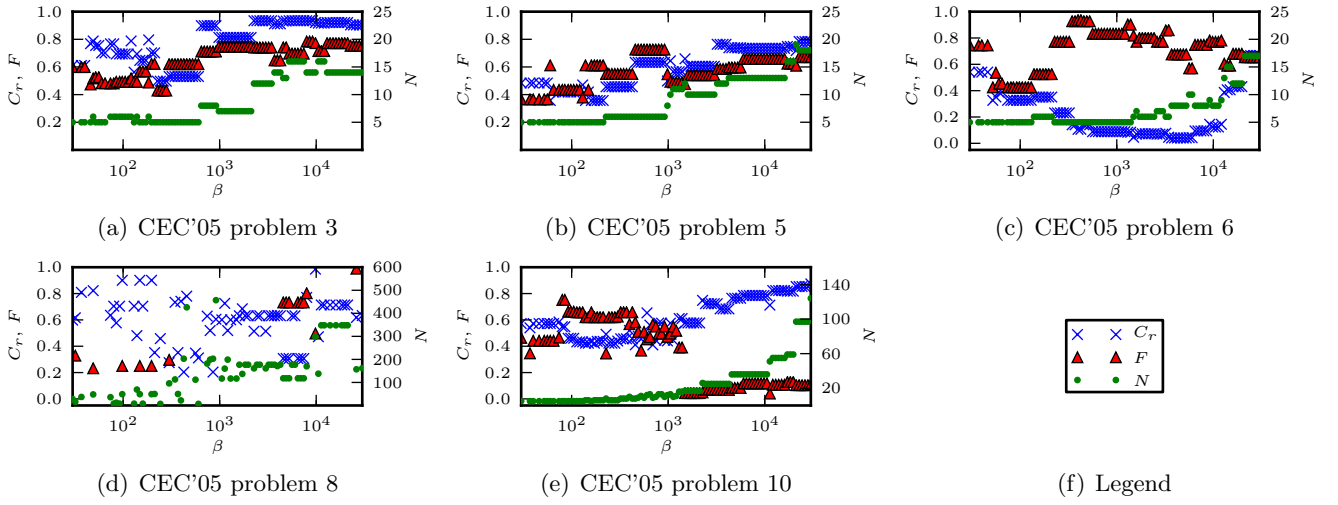 1.0
0.8
0.6
0.4
0.2
C_r, F
25
20
15
10
5
N
10^2
10^3
10^4
β
(a) CEC'05 problem 3
1.0
0.8
0.6
0.4
0.2
C_r, F
25
20
15
10
5
N
10^2
10^3
10^4
β
(b) CEC'05 problem 5
1.0
0.8
0.6
0.4
0.2
0.0
C_r, F
25
20
15
10
5
N
10^2
10^3
10^4
β
(c) CEC'05 problem 6
1.0
0.8
0.6
0.4
0.2
0.0
C_r, F
600
500
400
300
200
100
N
10^2
10^3
10^4
β
(d) CEC'05 problem 8
1.0
0.8
0.6
0.4
0.2
0.0
C_r, F
140
100
60
20
N
10^2
10^3
10^4
β
(e) CEC'05 problem 10
C_r
F
N
(f) Legend